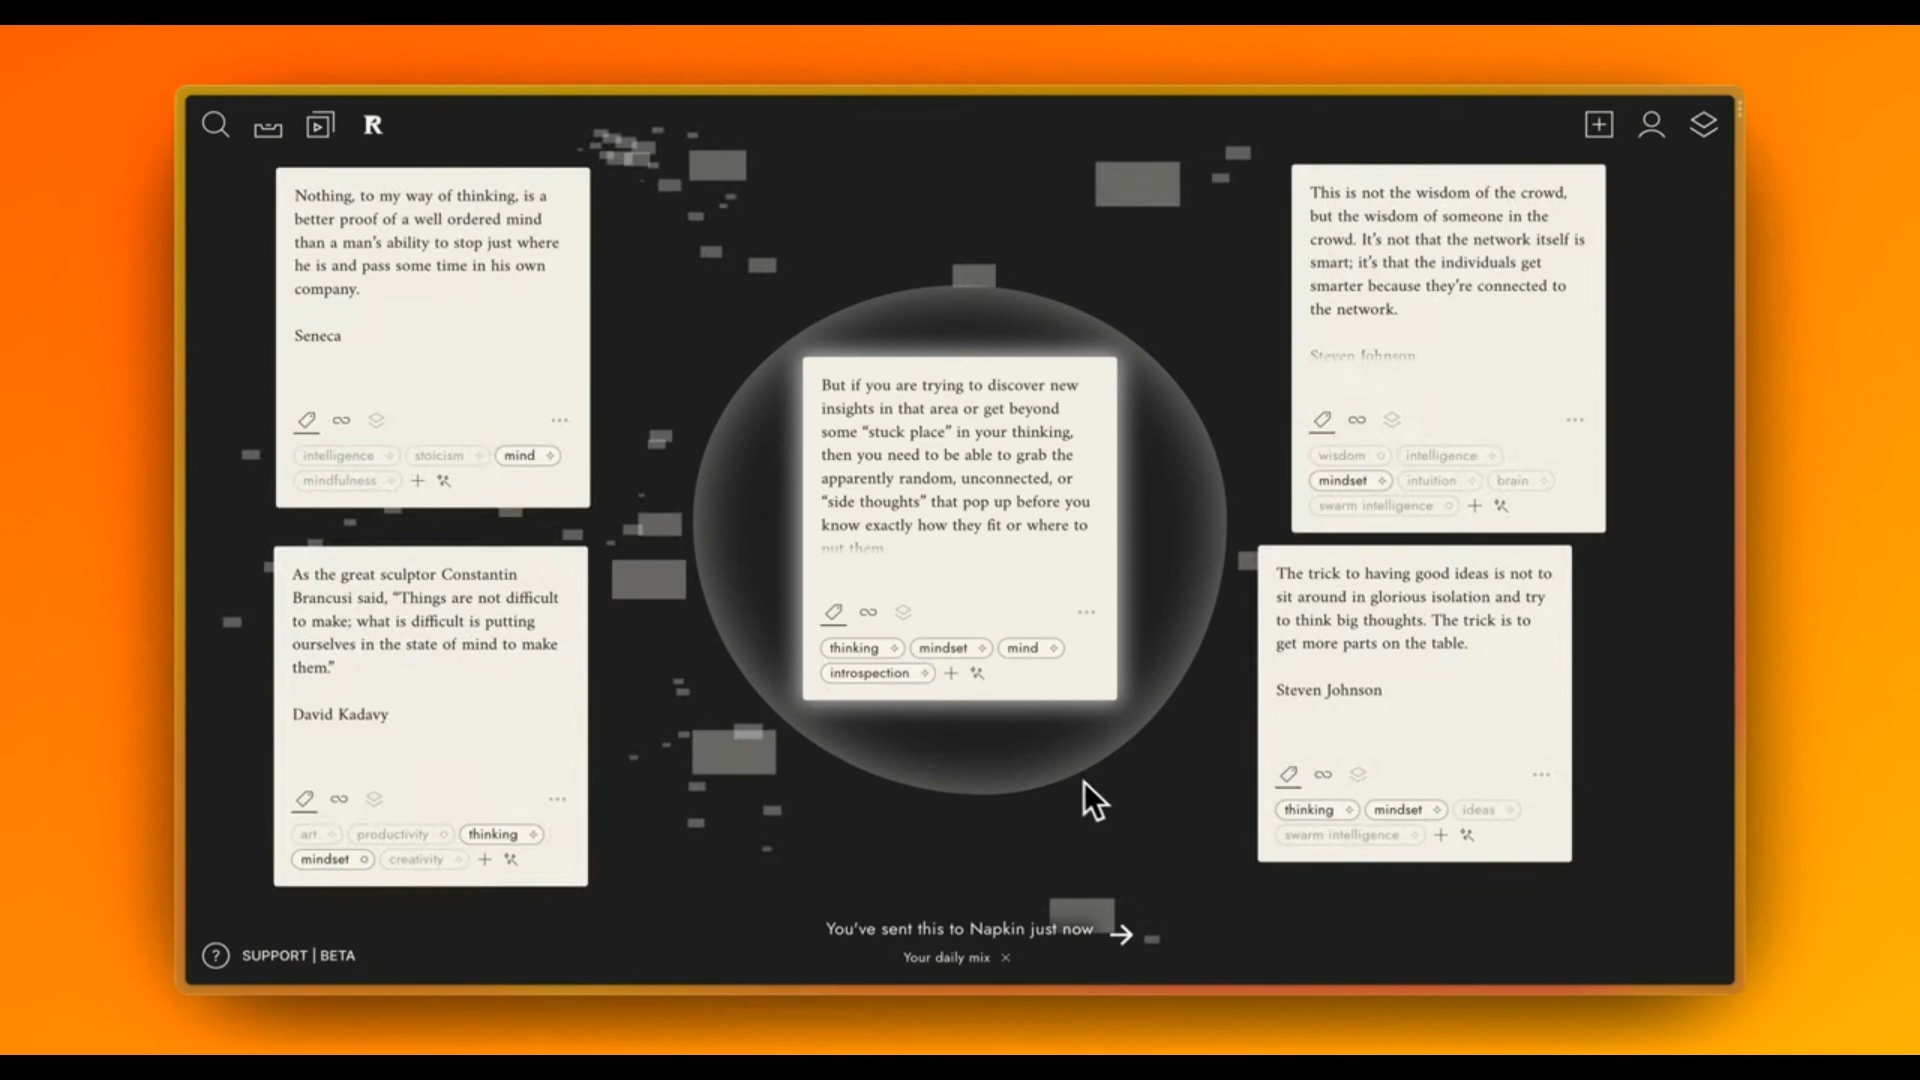 R
Nothing, to my way of thinking, is a
better proof of a well ordered mind
than a man's ability to stop just where
he is and pass some time in his own
company.
Seneca
intelligence
stoicism
mind
mindfulness
As the great sculptor Constantin
Brancusi said, “Things are not difficult
to make; what is difficult is putting
ourselves in the state of mind to make
them.”
David Kadavy
art
productivity
thinking
mindset
creativity
But if you are trying to discover new
insights in that area or get beyond
some “stuck place” in your thinking,
then you need to be able to grab the
apparently random, unconnected, or
“side thoughts” that pop up before you
know exactly how they fit or where to
put them.
thinking
mindset
mind
introspection
This is not the wisdom of the crowd,
but the wisdom of someone in the
crowd. It's not that the network itself is
smart; it's that the individuals get
smarter because they're connected to
the network.
Steven Johnson
wisdom
intelligence
mindset
intuition
brain
swarm intelligence
The trick to having good ideas is not to
sit around in glorious isolation and try
to think big thoughts. The trick is to
get more parts on the table.
Steven Johnson
thinking
mindset
ideas
swarm intelligence
You've sent this to Napkin just now
Your daily mix
? SUPPORT | BETA